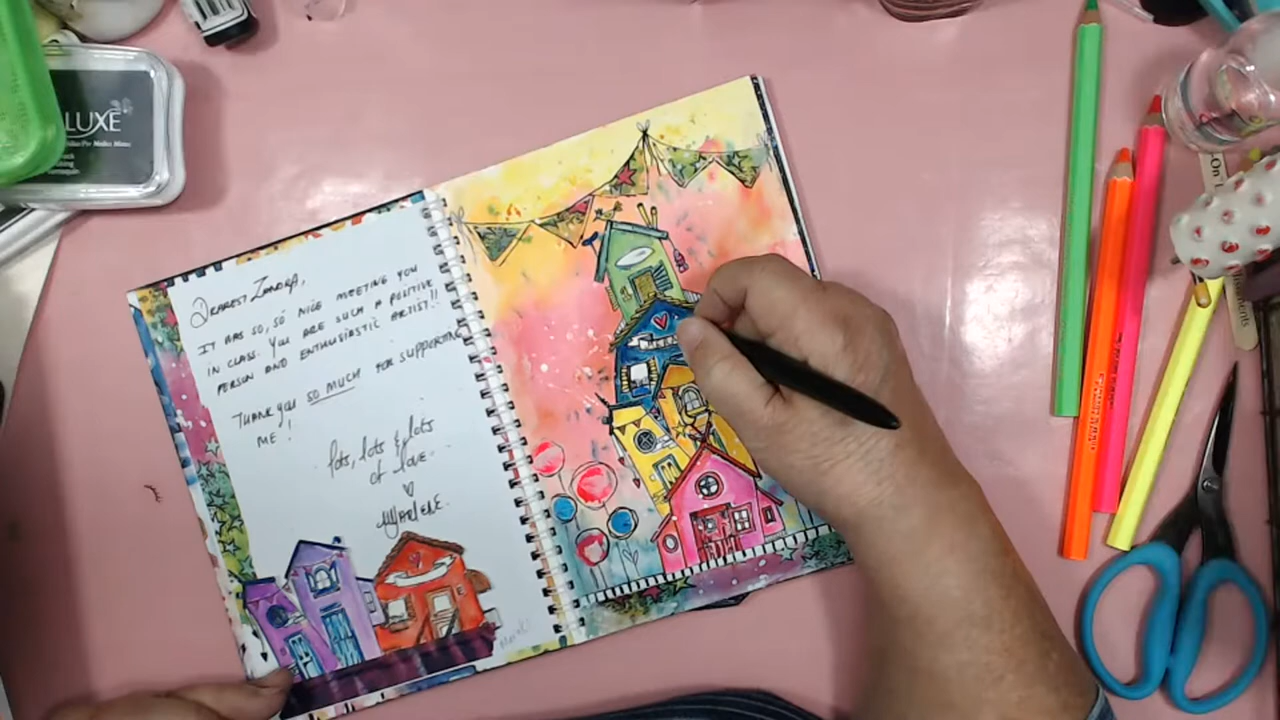 LUXE
DEAREST ZANDRA,
IT WAS SO, SO NICE MEETING YOU
IN CLASS. YOU ARE SUCH A POSITIVE
PERSON AND ENTHUSIASTIC ARTIST!!
THANK YOU SO MUCH FOR SUPPORTING
ME!
Lots, lots & lots
of love.
MARLENE.